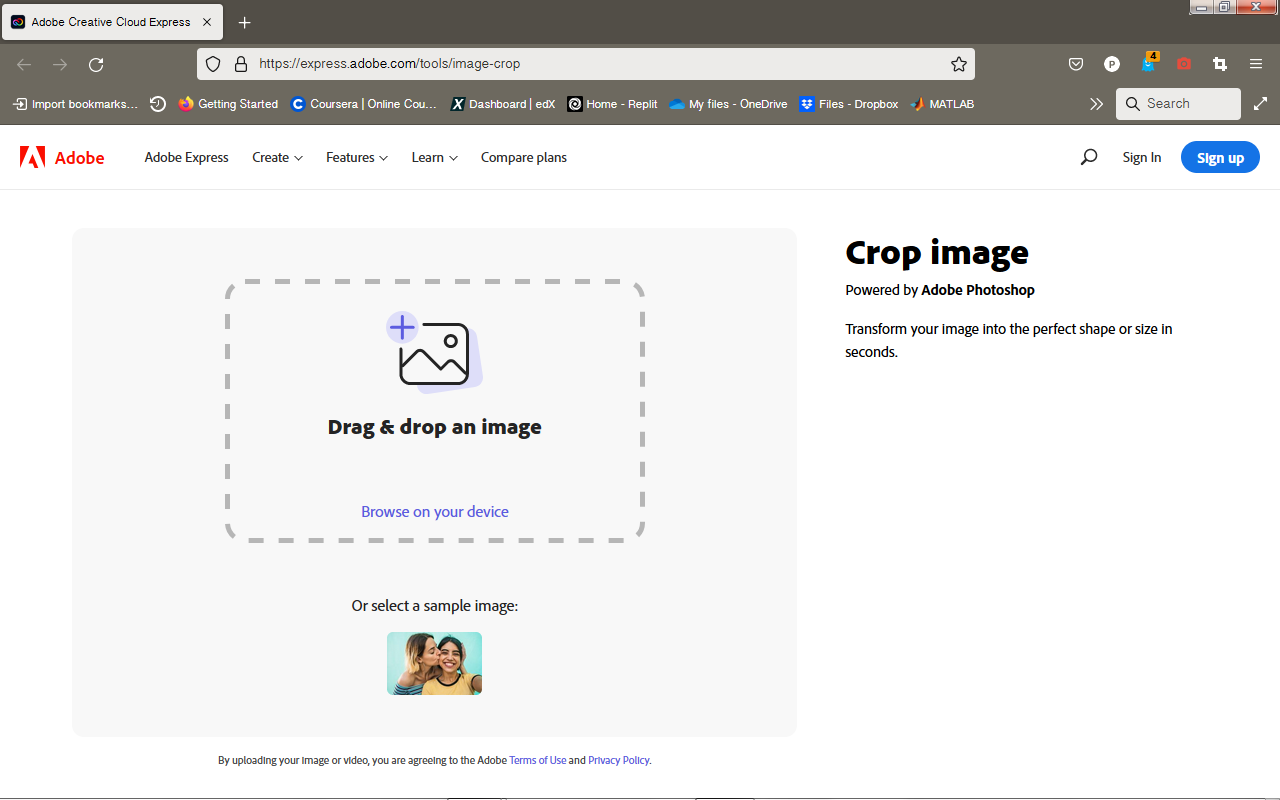 Adobe Creative Cloud Express
https://express.adobe.com/tools/image-crop
P
4
Import bookmarks...
Getting Started
Coursera | Online Cou...
Dashboard | edX
Home - Replit
My files - OneDrive
Files - Dropbox
MATLAB
Search
Adobe
Adobe Express
Create
Features
Learn
Compare plans
Sign In
Sign up
Drag & drop an image
Browse on your device
Or select a sample image:
By uploading your image or video, you are agreeing to the Adobe Terms of Use and Privacy Policy.
Crop image
Powered by Adobe Photoshop
Transform your image into the perfect shape or size in
seconds.